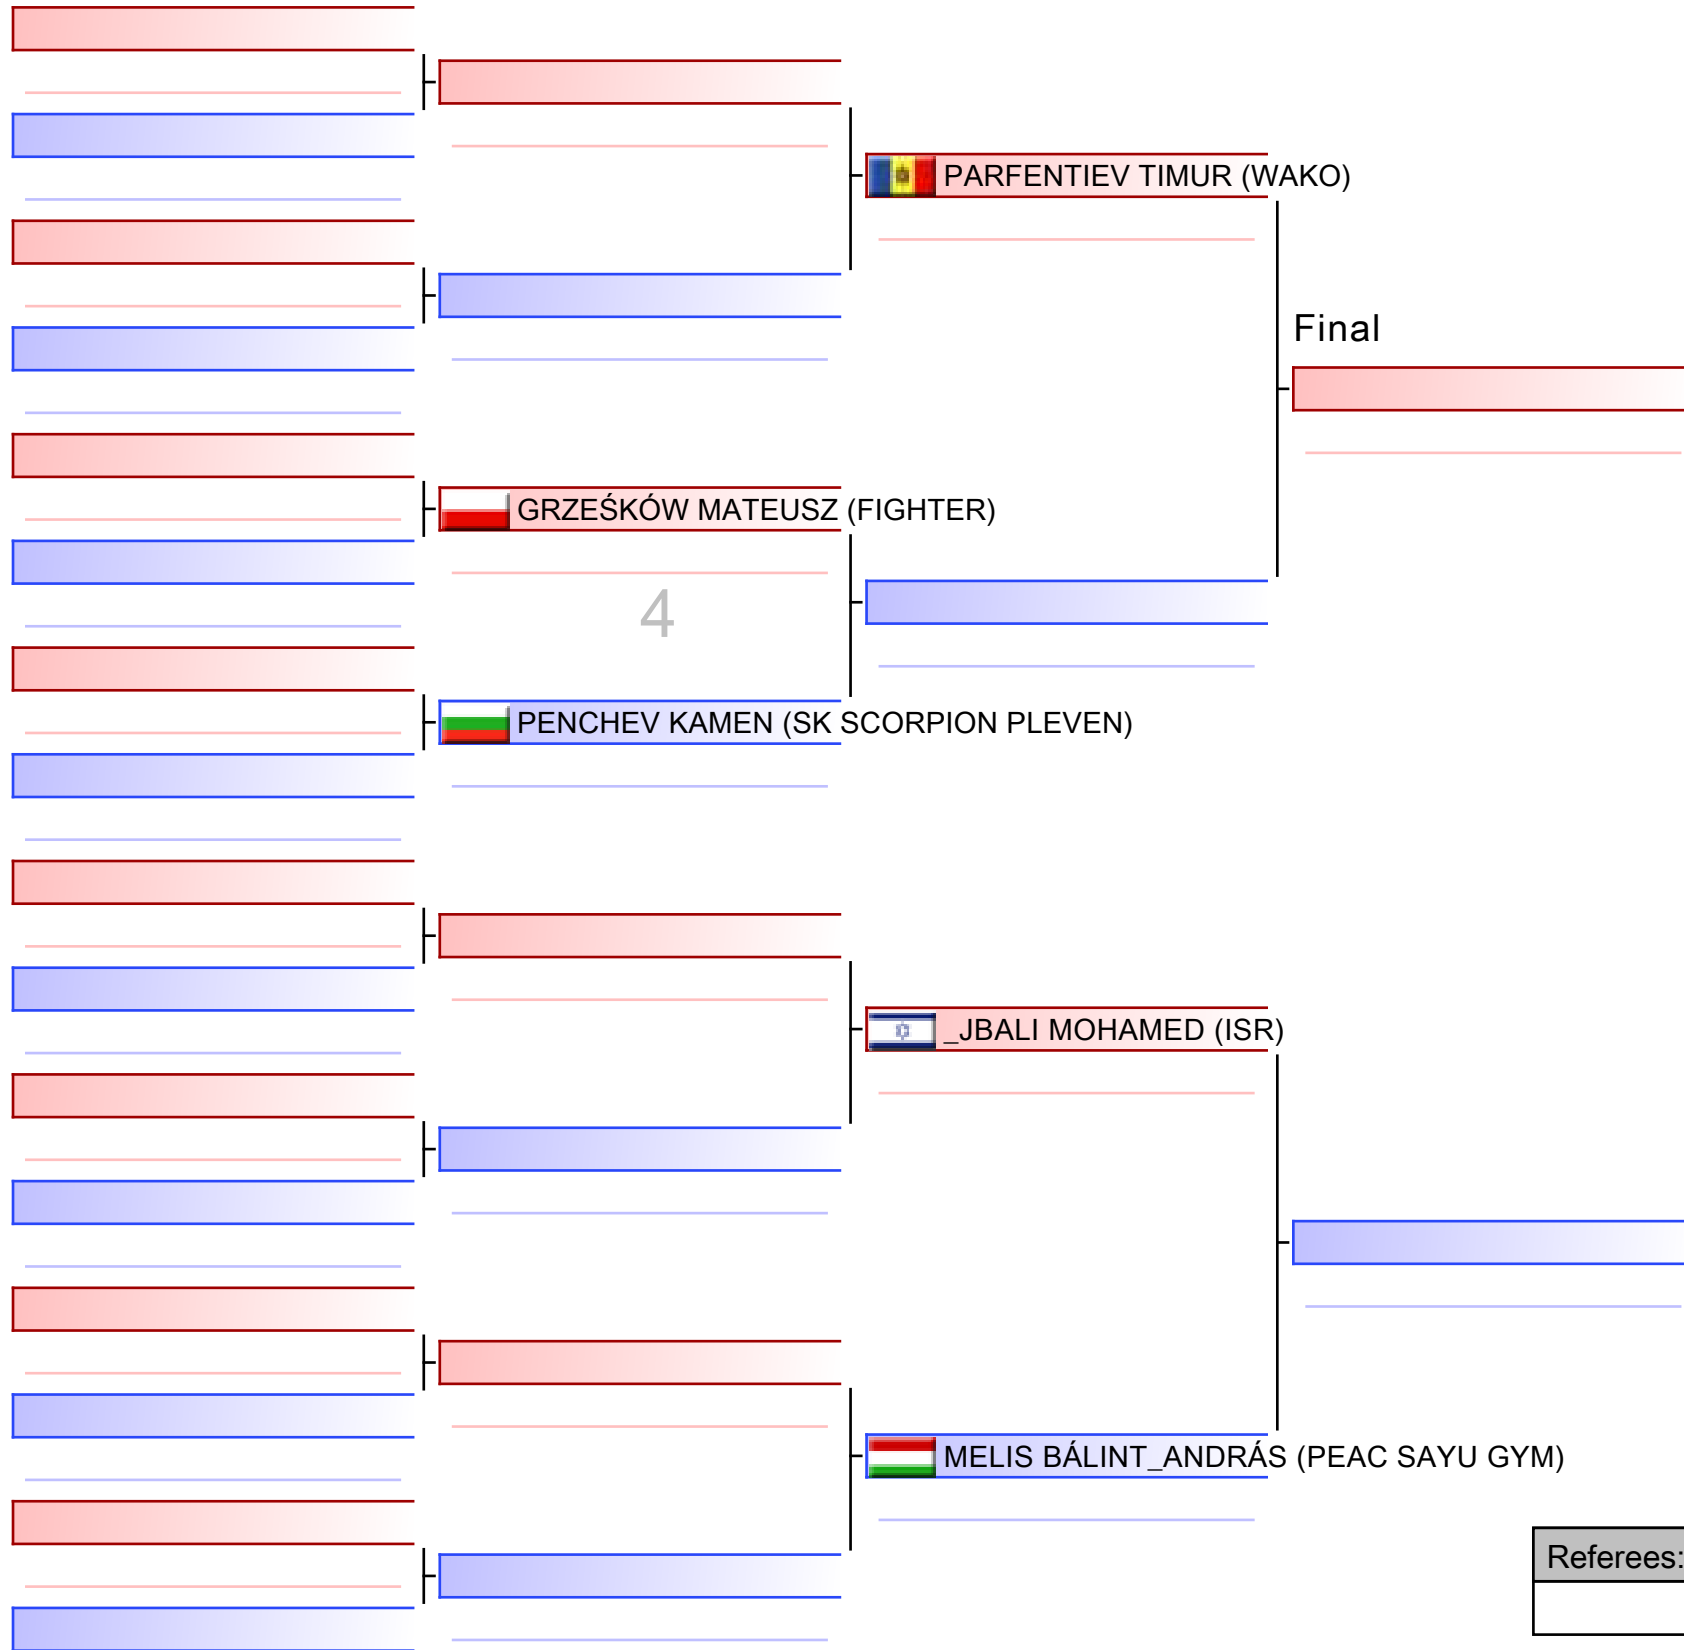 PARFENTIEV TIMUR (WAKO)
Final
GRZEŚKÓW MATEUSZ (FIGHTER)
4
PENCHEV KAMEN (SK SCORPION PLEVEN)
_JBALI MOHAMED (ISR)
MELIS BÁLINT_ANDRÁS (PEAC SAYU GYM)
Referees: